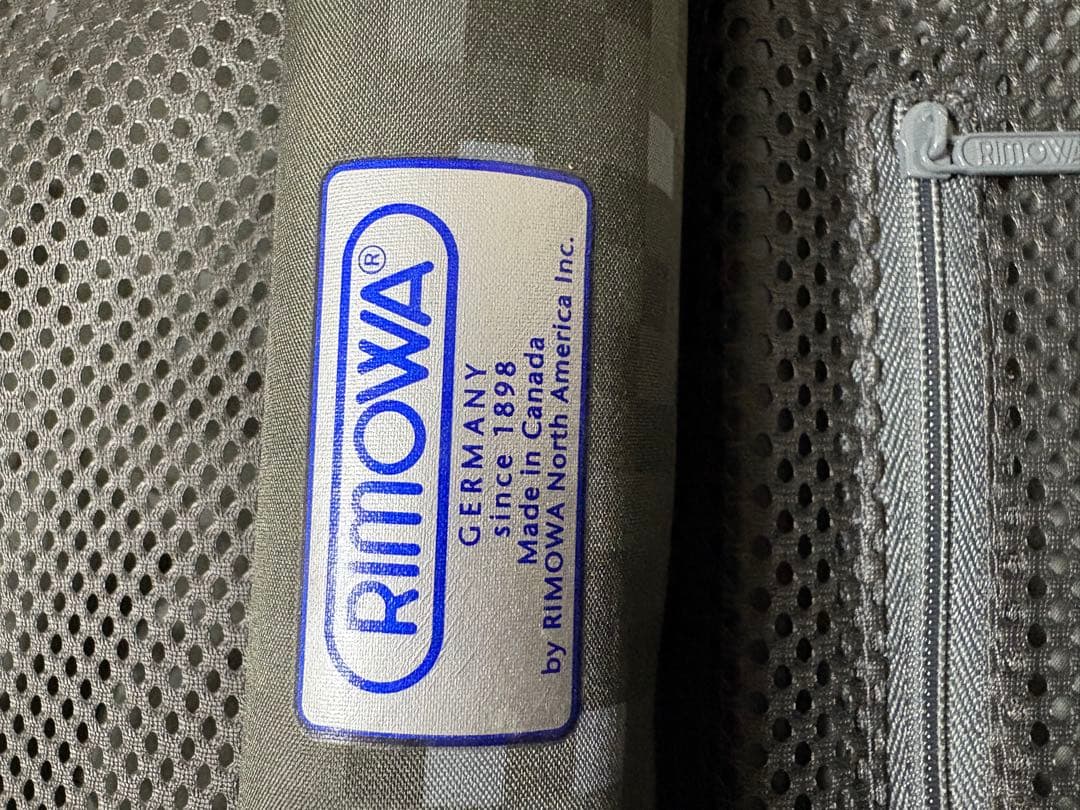 RIMOWA®
GERMANY
since 1898
Made in Canada
by RIMOWA North America Inc.
RIMOWA